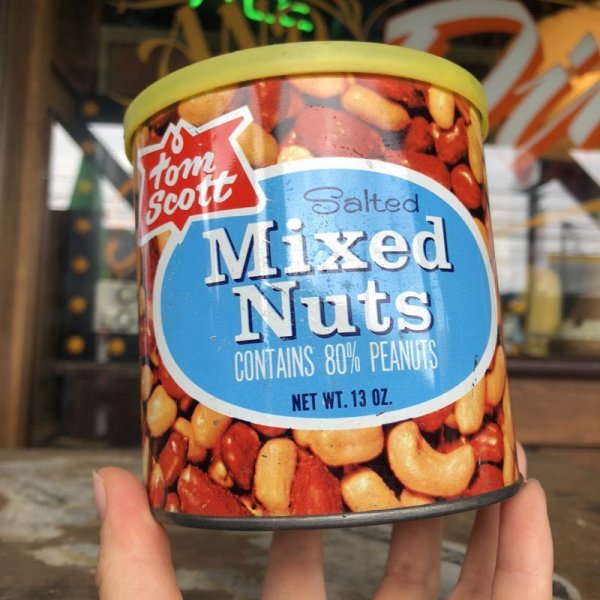 Tom
Scott
Salted
Mixed
Nuts
CONTAINS 80% PEANUTS
NET WT. 13 OZ.